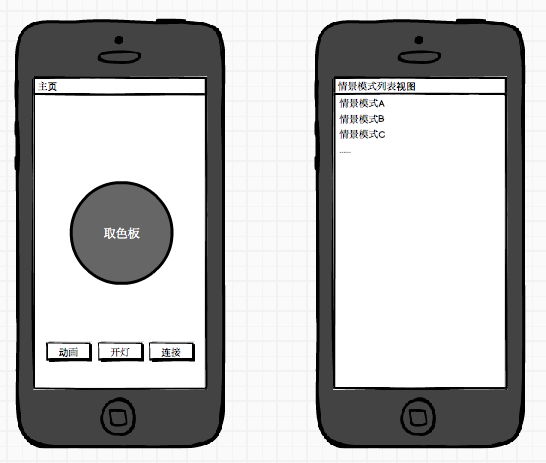 主页
取色板
动画
开灯
连接
情景模式列表视图
情景模式A
情景模式B
情景模式C
......